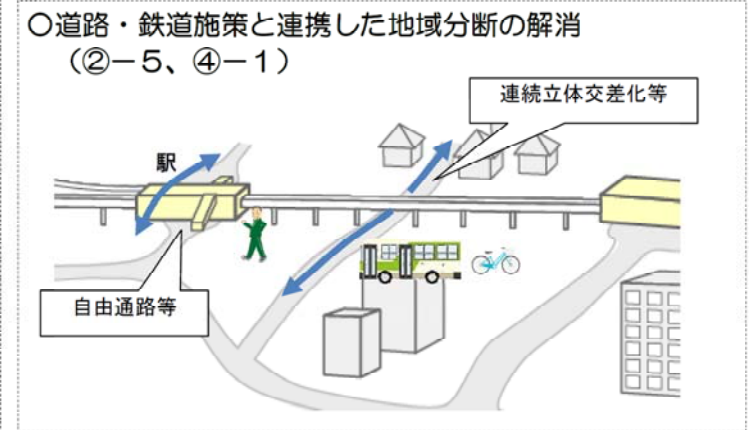 〇道路・鉄道施策と連携した地域分断の解消
（②－5、④－1）
連続立体交差化等
駅
自由通路等